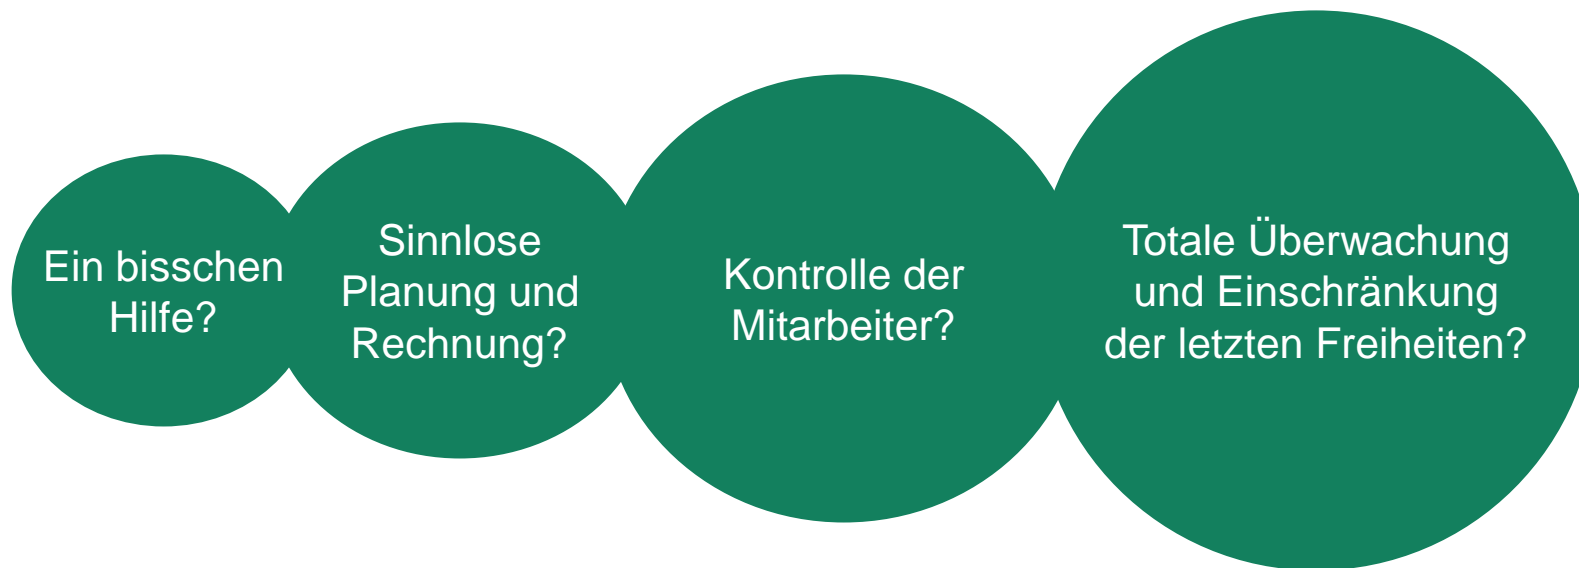 Ein bisschen
Hilfe?
Sinnlose
Planung und
Rechnung?
Kontrolle der
Mitarbeiter?
Totale Überwachung
und Einschränkung
der letzten Freiheiten?